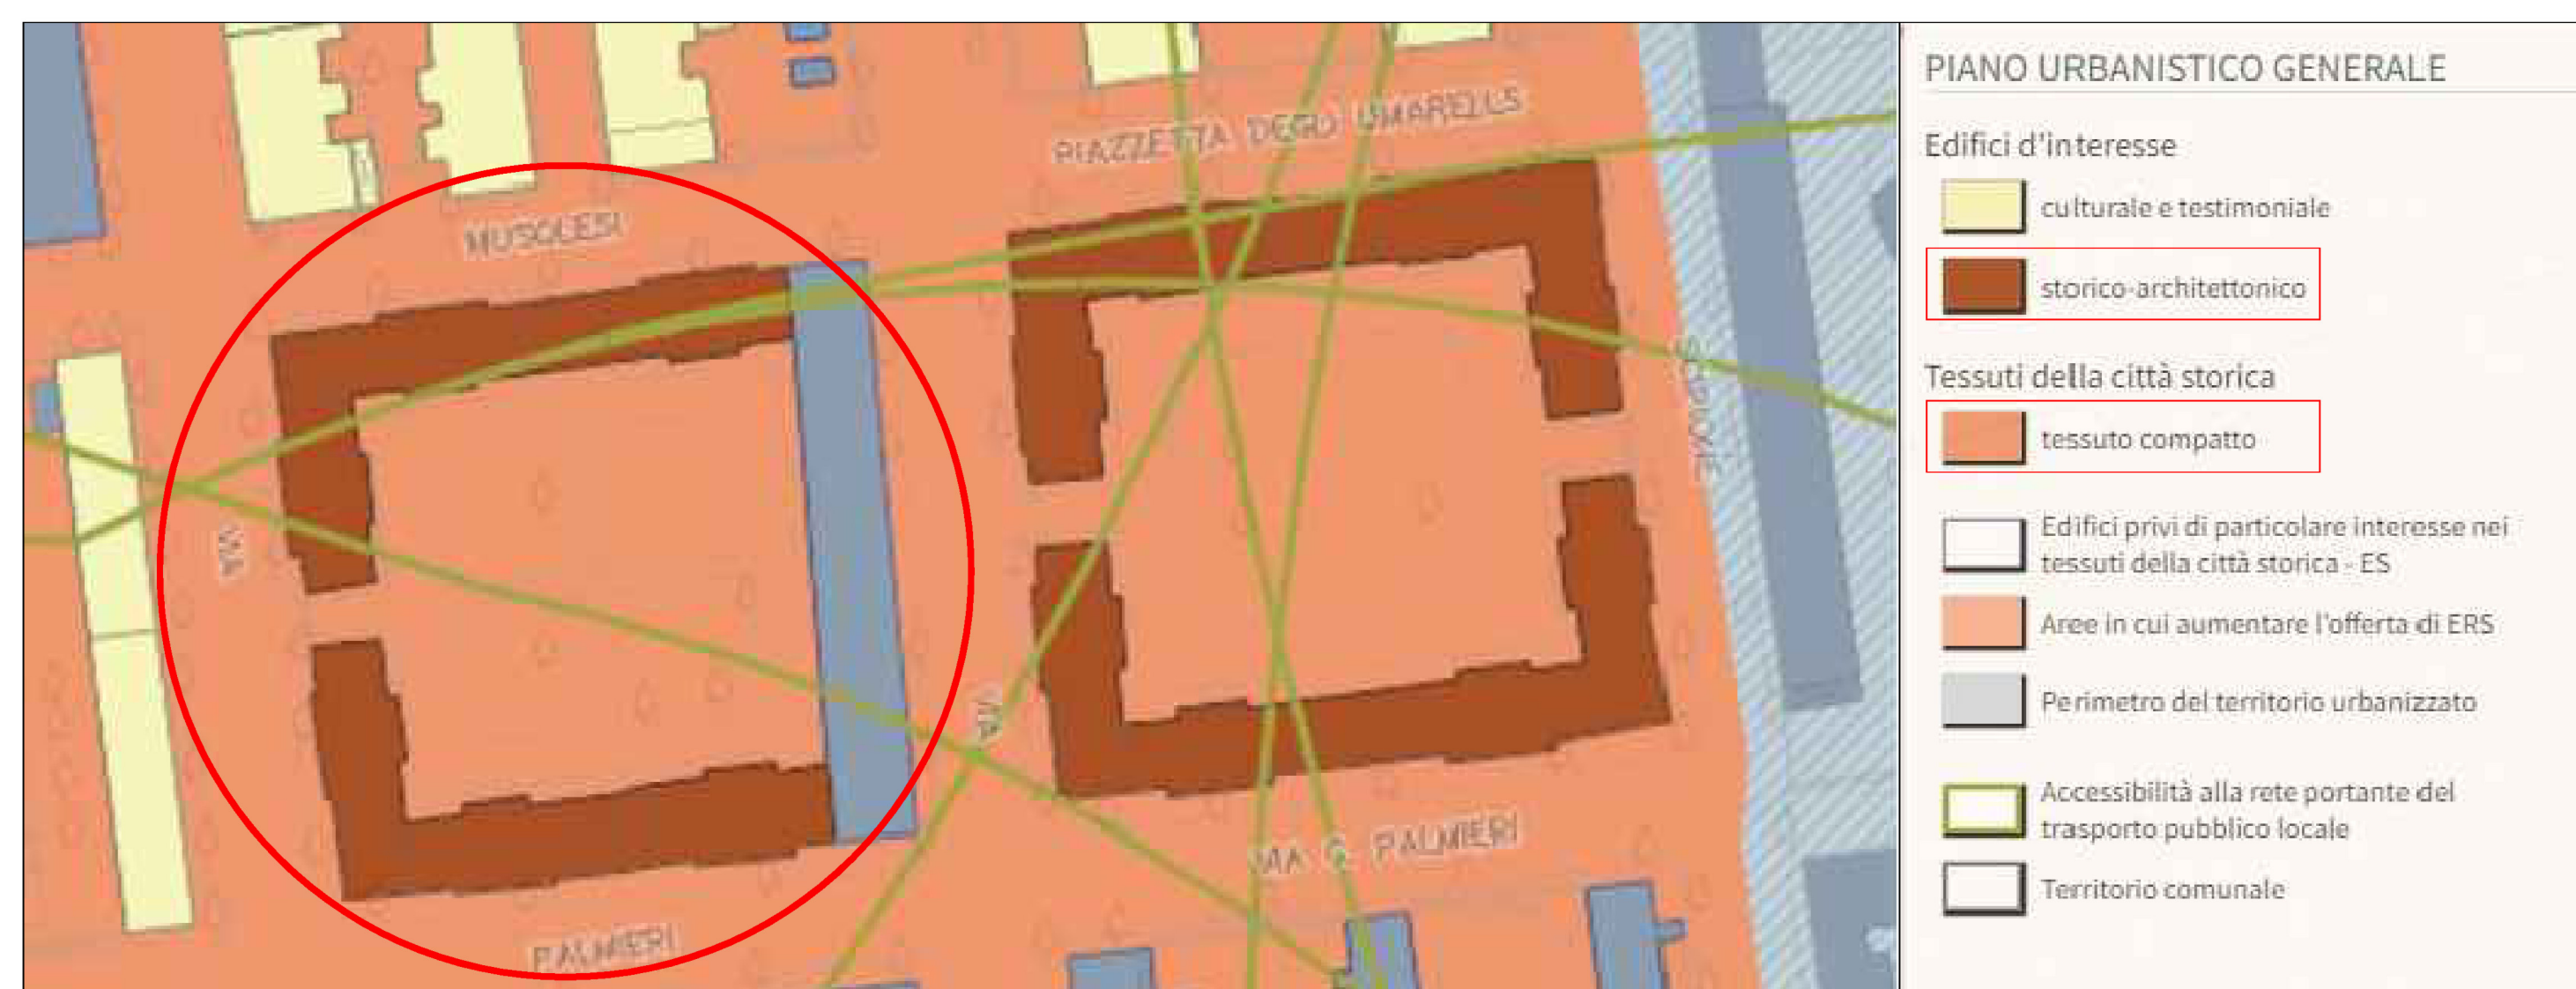 PIAZZETTA DEGLI UMARELLS
MUSOLESI
VIA
VIA
VIA G. PALMIERI
PALMIERI
PIANO URBANISTICO GENERALE
Edifici d'interesse
culturale e testimoniale
storico-architettonico
Tessuti della città storica
tessuto compatto
Edifici privi di particolare interesse nei
tessuti della città storica - ES
Aree in cui aumentare l'offerta di ERS
Perimetro del territorio urbanizzato
Accessibilità alla rete portante del
trasporto pubblico locale
Territorio comunale